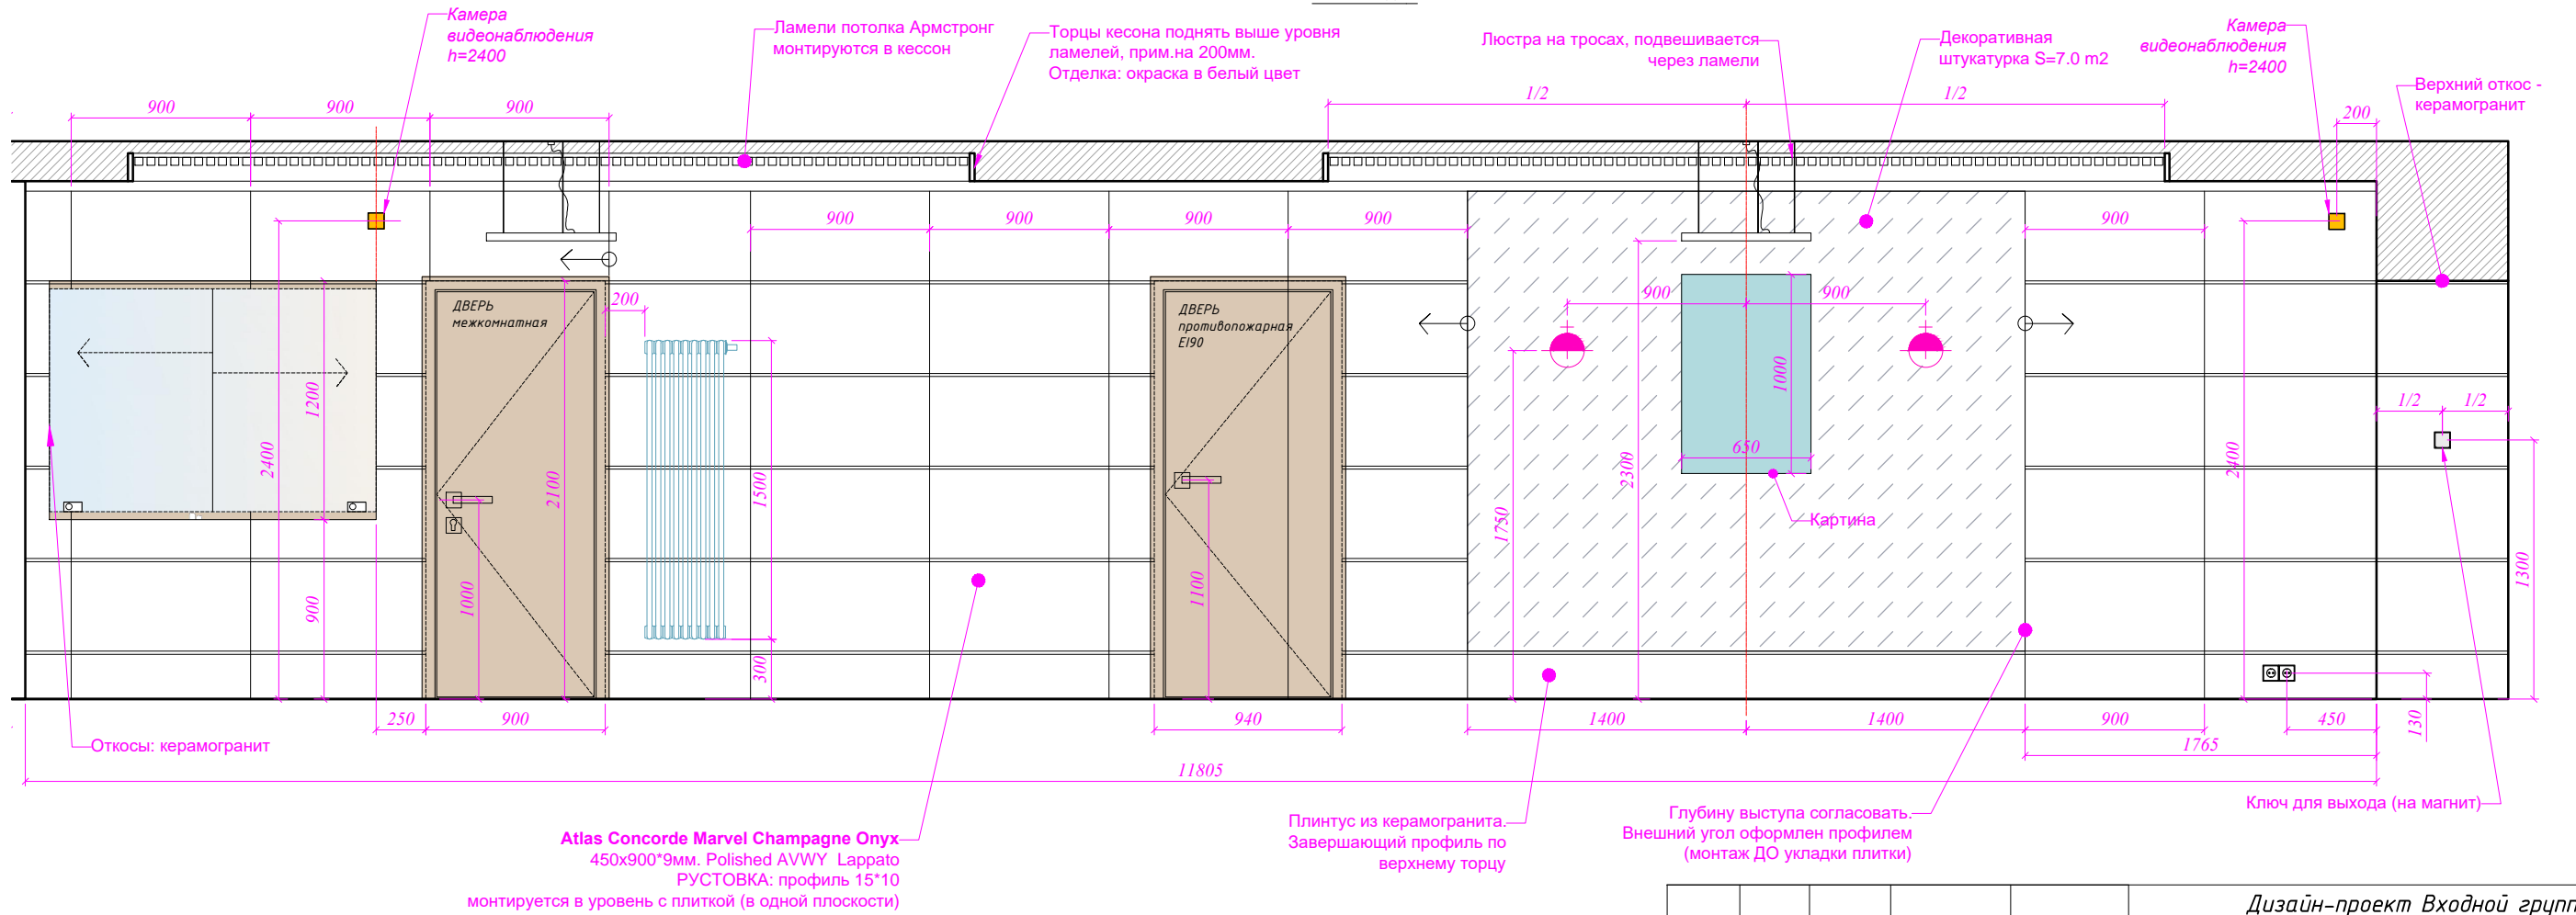 Камера
видеонаблюдения
h=2400
Ламели потолка Армстронг
монтируются в кессон
Торцы кесона поднять выше уровня
ламелей, прим.на 200мм.
Отделка: окраска в белый цвет
Люстра на тросах, подвешивается
через ламели
Декоративная
штукатурка S=7.0 m2
Камера
видеонаблюдения
h=2400
Верхний откос -
керамогранит
900
900
900
1/2
1/2
200
900
900
900
900
900
ДВЕРЬ
межкомнатная
200
ДВЕРЬ
противопожарная
EI90
900
900
1200
2400
2100
1500
1000
900
300
1100
1750
2300
1000
650
Картина
2400
1/2
1/2
1300
130
250
900
940
1400
1400
900
450
1765
11805
Откосы: керамогранит
Atlas Concorde Marvel Champagne Onyx
450x900*9мм. Polished AVWY Lappato
РУСТОВКА: профиль 15*10
монтируется в уровень с плиткой (в одной плоскости)
Плинтус из керамогранита.
Завершающий профиль по
верхнему торцу
Глубину выступа согласовать.
Внешний угол оформлен профилем
(монтаж ДО укладки плитки)
Ключ для выхода (на магнит)
Дизайн-проект Входной групп